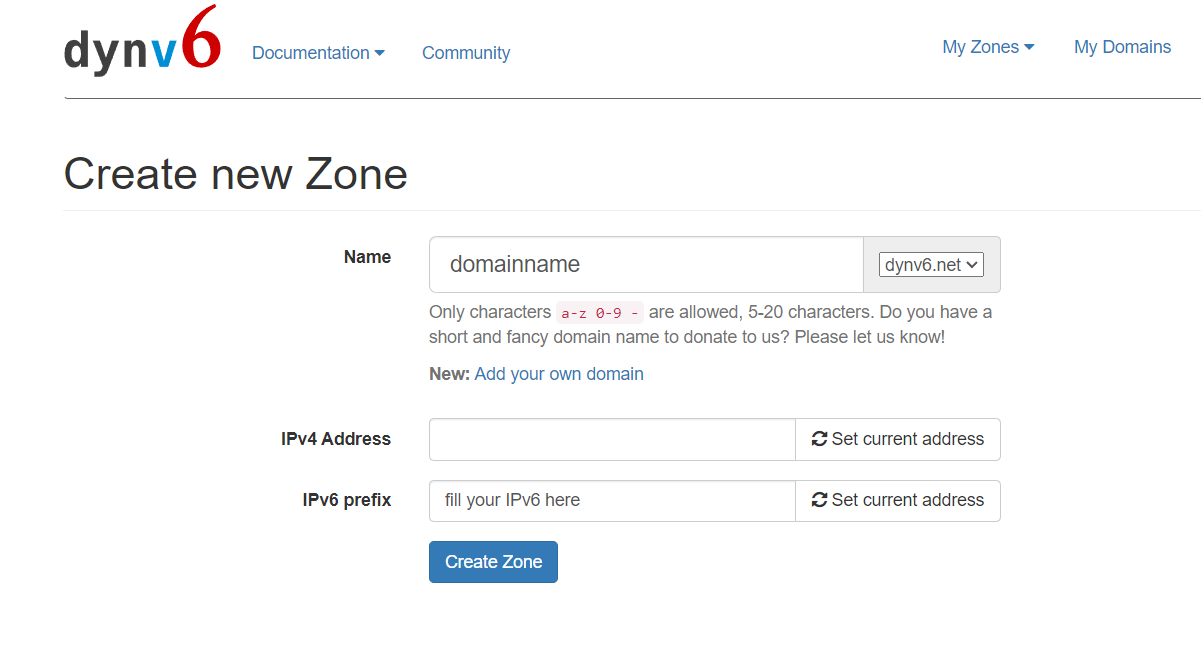 dynv6 Documentation Community My Zones My Domains
Create new Zone
Name domainname dynv6.net
Only characters a-z 0-9 - are allowed, 5-20 characters. Do you have a
short and fancy domain name to donate to us? Please let us know!
New: Add your own domain
IPv4 Address Set current address
IPv6 prefix fill your IPv6 here Set current address
Create Zone